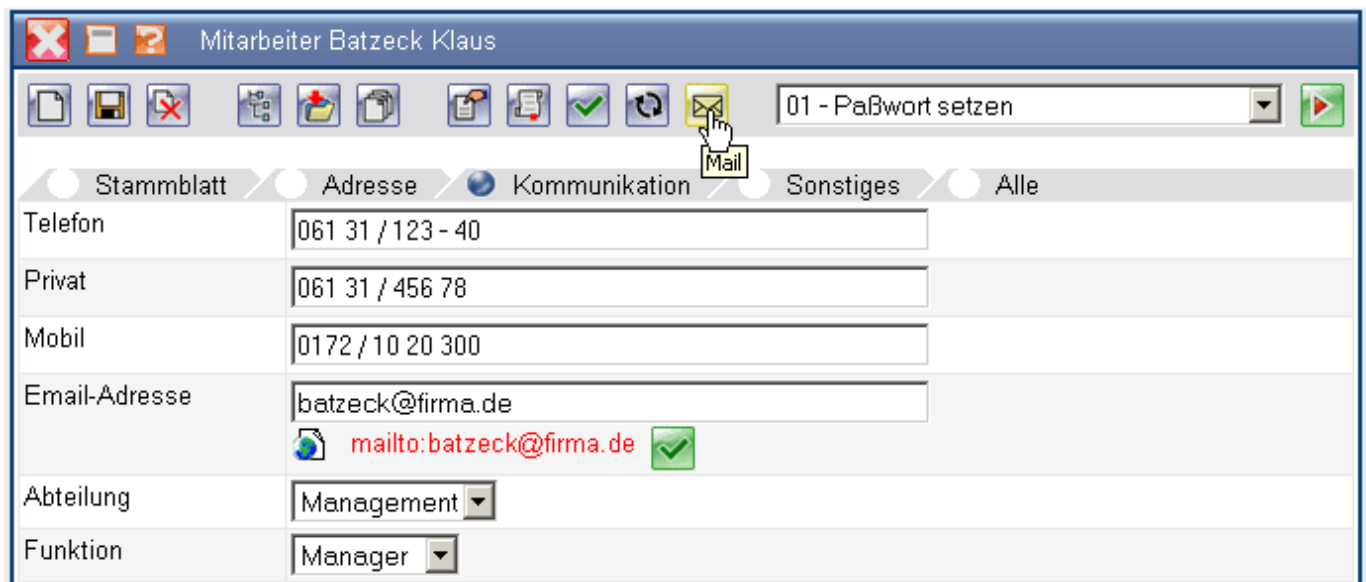 Mitarbeiter Batzeck Klaus
01 - Paßwort setzen
Mail
Stammblatt Adresse Kommunikation Sonstiges Alle
Telefon 061 31 / 123 - 40
Privat 061 31 / 456 78
Mobil 0172 / 10 20 300
Email-Adresse batzeck@firma.de
mailto:batzeck@firma.de
Abteilung Management
Funktion Manager